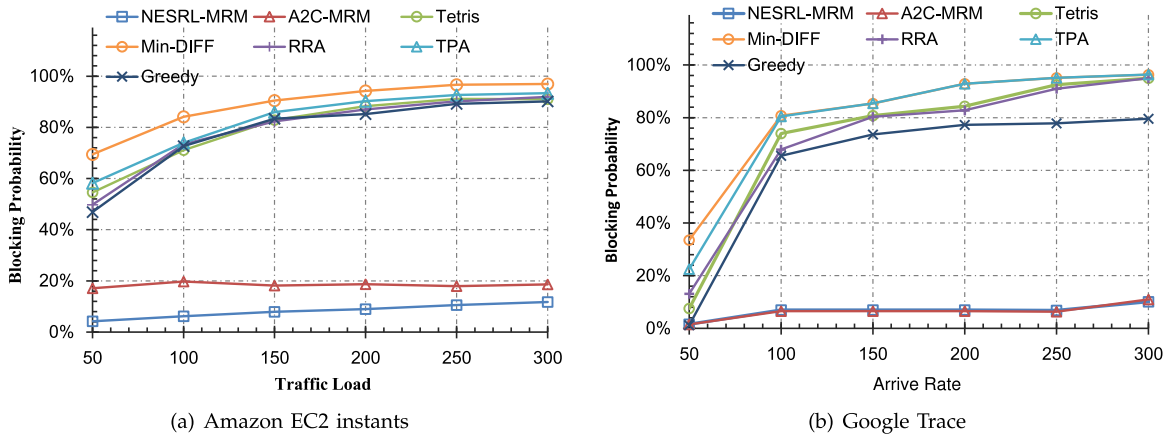 NESRL-MRM A2C-MRM Tetris
Min-DIFF RRA TPA
Greedy
100%
80%
60%
40%
20%
0%
Blocking Probability
50 100 150 200 250 300
Traffic Load
(a) Amazon EC2 instants
NESRL-MRM A2C-MRM Tetris
Min-DIFF RRA TPA
Greedy
100%
80%
60%
40%
20%
0%
Blocking Probability
50 100 150 200 250 300
Arrive Rate
(b) Google Trace